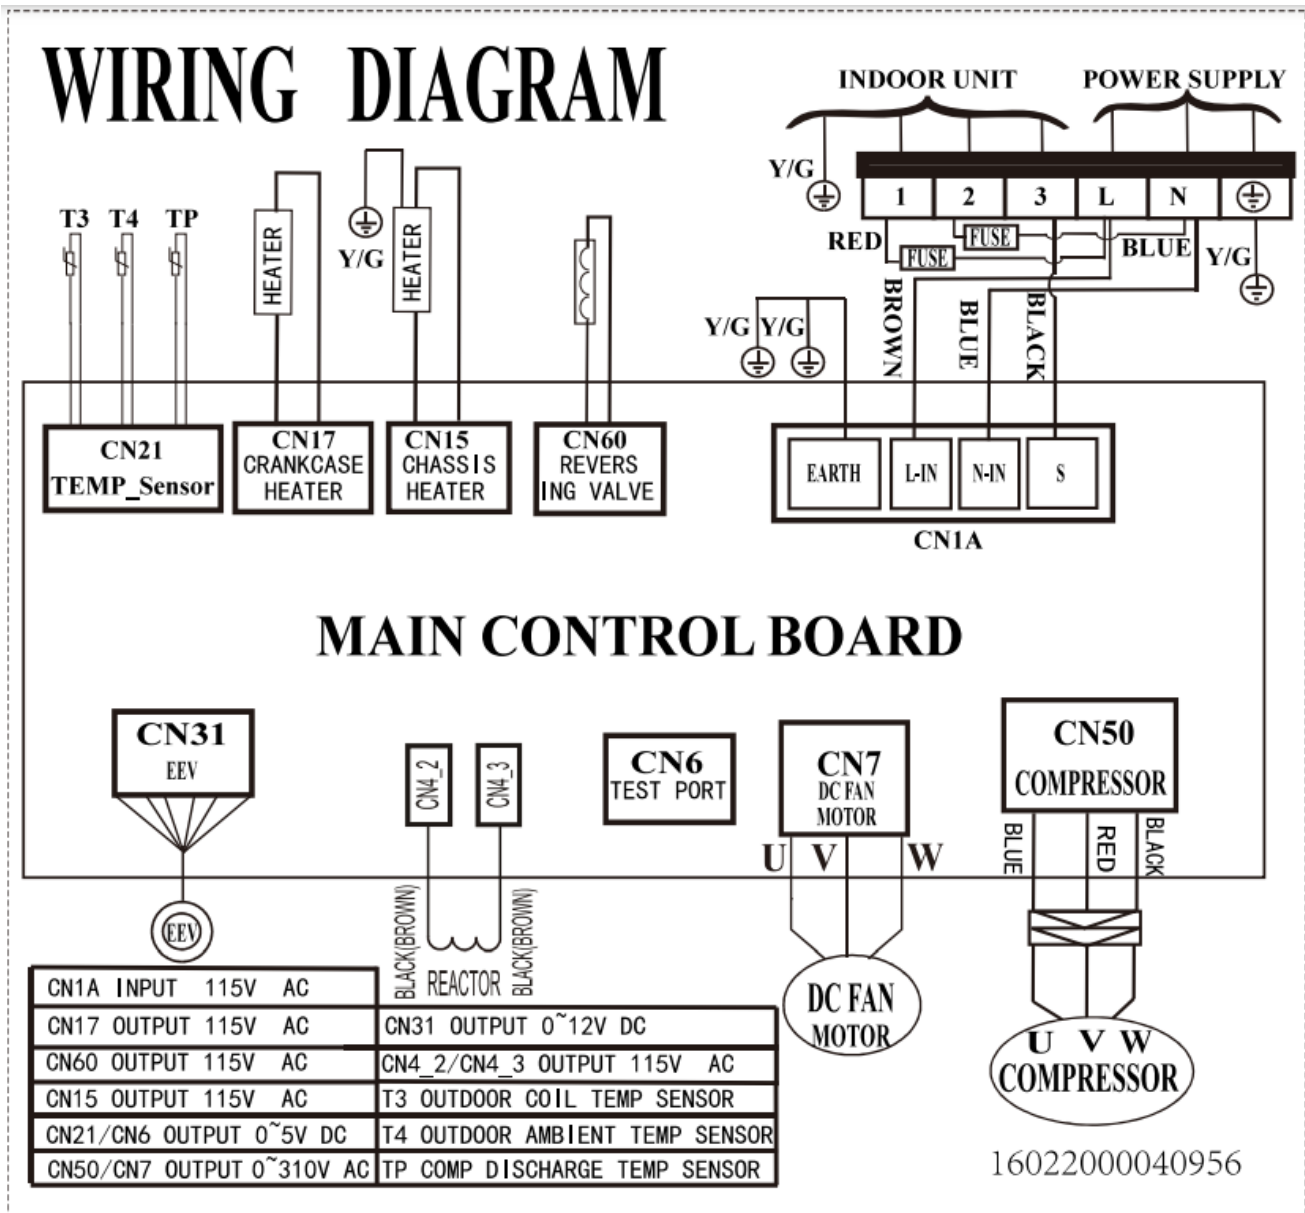 WIRING DIAGRAM
INDOOR UNIT
POWER SUPPLY
Y/G
1
2
3
L
N
RED
FUSE
FUSE
BLUE
Y/G
T3
T4
TP
HEATER
Y/G
HEATER
Y/G
Y/G
BROWN
BLUE
BLACK
CN21
TEMP_Sensor
CN17
CRANKCASE
HEATER
CN15
CHASSIS
HEATER
CN60
REVERS
ING VALVE
EARTH
L-IN
N-IN
S
CN1A
MAIN CONTROL BOARD
CN31
EEV
CN4_2
CN4_3
CN6
TEST PORT
CN7
DC FAN
MOTOR
CN50
COMPRESSOR
U
V
W
BLUE
RED
BLACK
EEV
BLACK(BROWN)
REACTOR
BLACK(BROWN)
DC FAN
MOTOR
U V W
COMPRESSOR
CN1A INPUT 115V AC
CN17 OUTPUT 115V AC
CN31 OUTPUT 0~12V DC
CN60 OUTPUT 115V AC
CN4_2/CN4_3 OUTPUT 115V AC
CN15 OUTPUT 115V AC
T3 OUTDOOR COIL TEMP SENSOR
CN21/CN6 OUTPUT 0~5V DC
T4 OUTDOOR AMBIENT TEMP SENSOR
CN50/CN7 OUTPUT 0~310V AC
TP COMP DISCHARGE TEMP SENSOR
16022000040956